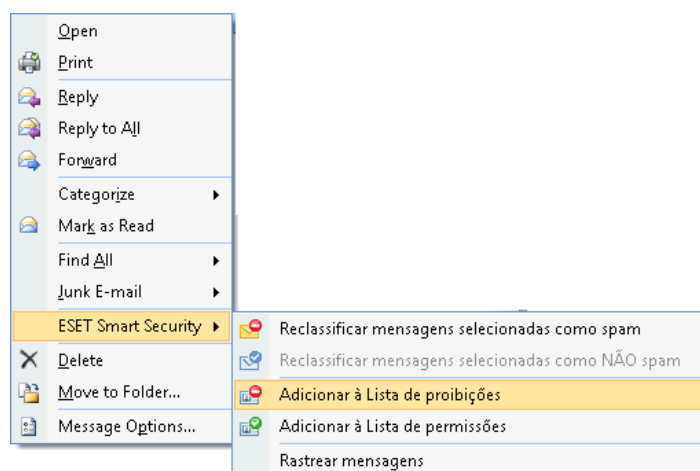 Open
Print
Reply
Reply to All
Forward
Categorize
Mark as Read
Find All
Junk E-mail
ESET Smart Security
Delete
Move to Folder...
Message Options...
Reclassificar mensagens selecionadas como spam
Reclassificar mensagens selecionadas como NÃO spam
Adicionar à Lista de proibições
Adicionar à Lista de permissões
Rastrear mensagens